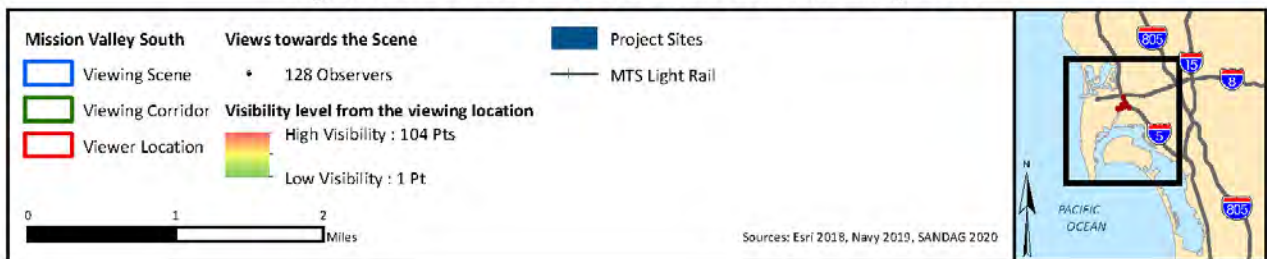 Mission Valley South
Viewing Scene
Viewing Corridor
Viewer Location
Views towards the Scene
128 Observers
Visibility level from the viewing location
High Visibility : 104 Pts
Low Visibility : 1 Pt
Project Sites
MTS Light Rail
0 1 2
Miles
Sources: Esri 2018, Navy 2019, SANDAG 2020
805
15
8
5
N
PACIFIC
OCEAN
805